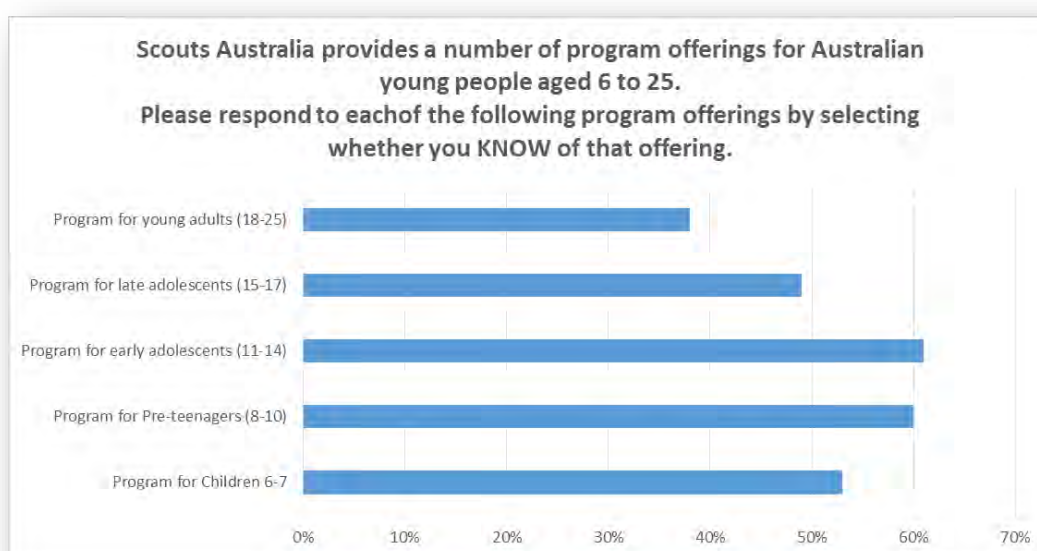 Scouts Australia provides a number of program offerings for Australian
young people aged 6 to 25.
Please respond to eachof the following program offerings by selecting
whether you KNOW of that offering.
Program for young adults (18-25)
Program for late adolescents (15-17)
Program for early adolescents (11-14)
Program for Pre-teenagers (8-10)
Program for Children 6-7
0% 10% 20% 30% 40% 50% 60% 70%